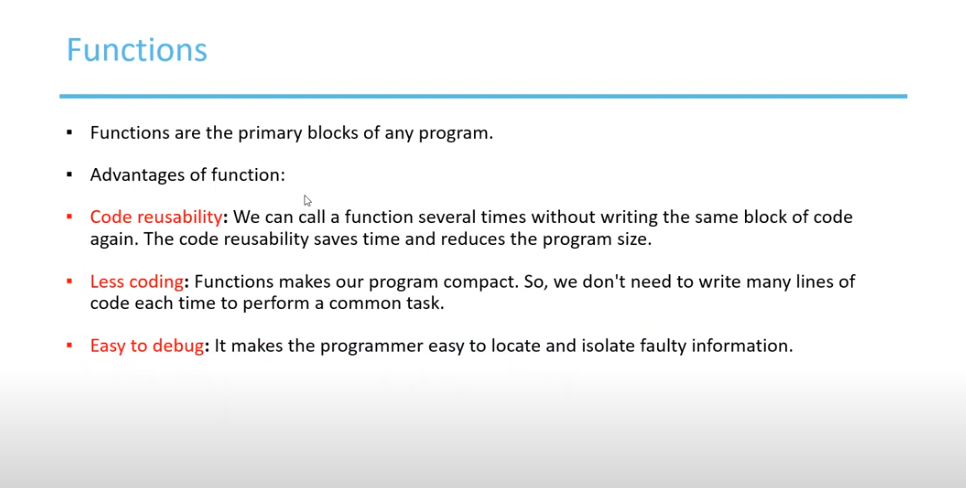 Functions
▪ Functions are the primary blocks of any program.
▪ Advantages of function:
▪ Code reusability: We can call a function several times without writing the same block of code
again. The code reusability saves time and reduces the program size.
▪ Less coding: Functions makes our program compact. So, we don't need to write many lines of
code each time to perform a common task.
▪ Easy to debug: It makes the programmer easy to locate and isolate faulty information.